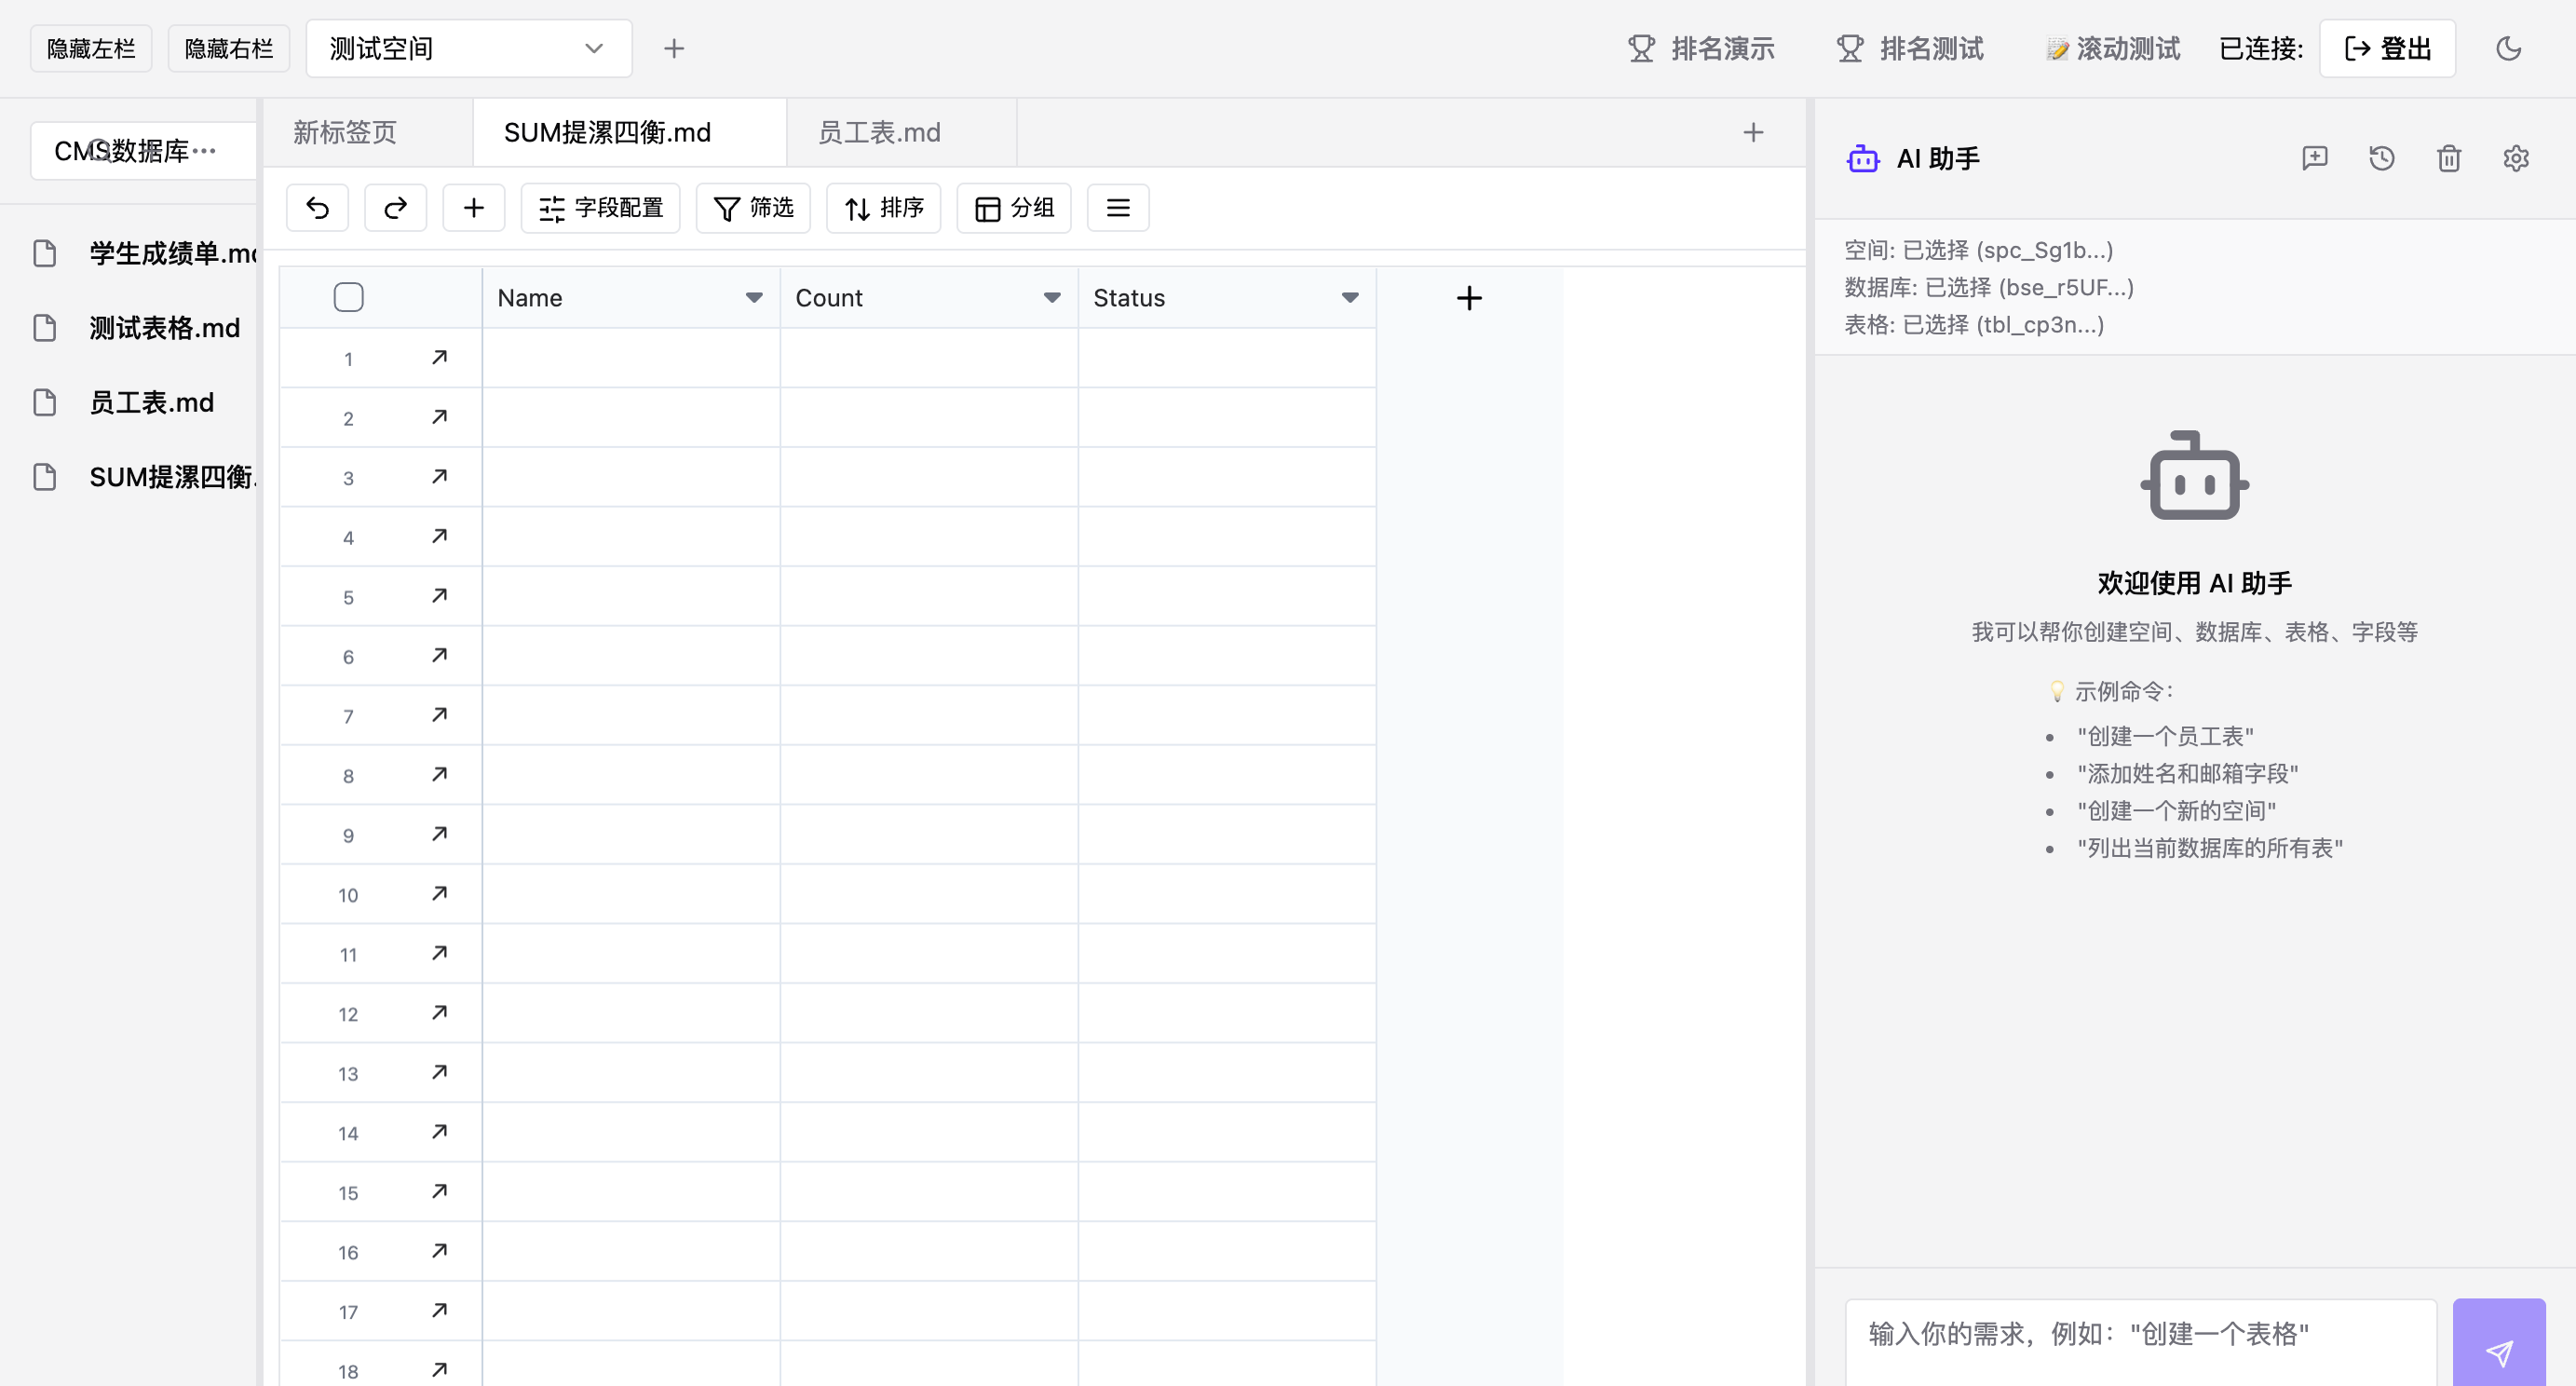 隐藏左栏 隐藏右栏 测试空间 排名演示 排名测试 滚动测试 已连接: 登出
CMS数据库
学生成绩单.md
测试表格.md
员工表.md
SUM提漯四衡.
新标签页 SUM提漯四衡.md 员工表.md
字段配置 筛选 排序 分组
Name Count Status
1
2
3
4
5
6
7
8
9
10
11
12
13
14
15
16
17
18
AI 助手
空间: 已选择 (spc_Sg1b...)
数据库: 已选择 (bse_r5UF...)
表格: 已选择 (tbl_cp3n...)
欢迎使用 AI 助手
我可以帮你创建空间、数据库、表格、字段等
示例命令：
• "创建一个员工表"
• "添加姓名和邮箱字段"
• "创建一个新的空间"
• "列出当前数据库的所有表"
输入你的需求，例如："创建一个表格"